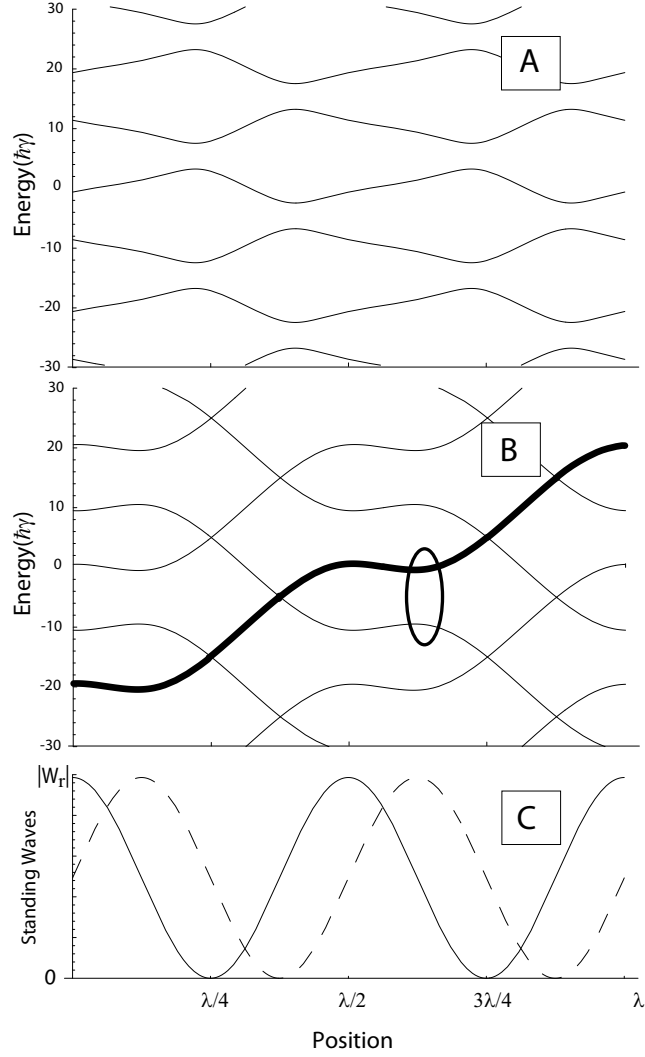 30
A
20
Energy(ħγ)
10
0
-10
-20
-30
30
B
20
10
Energy(ħγ)
0
-10
-20
-30
|Wr|
C
Standing Waves
0
λ/4 λ/2 3λ/4 λ
Position